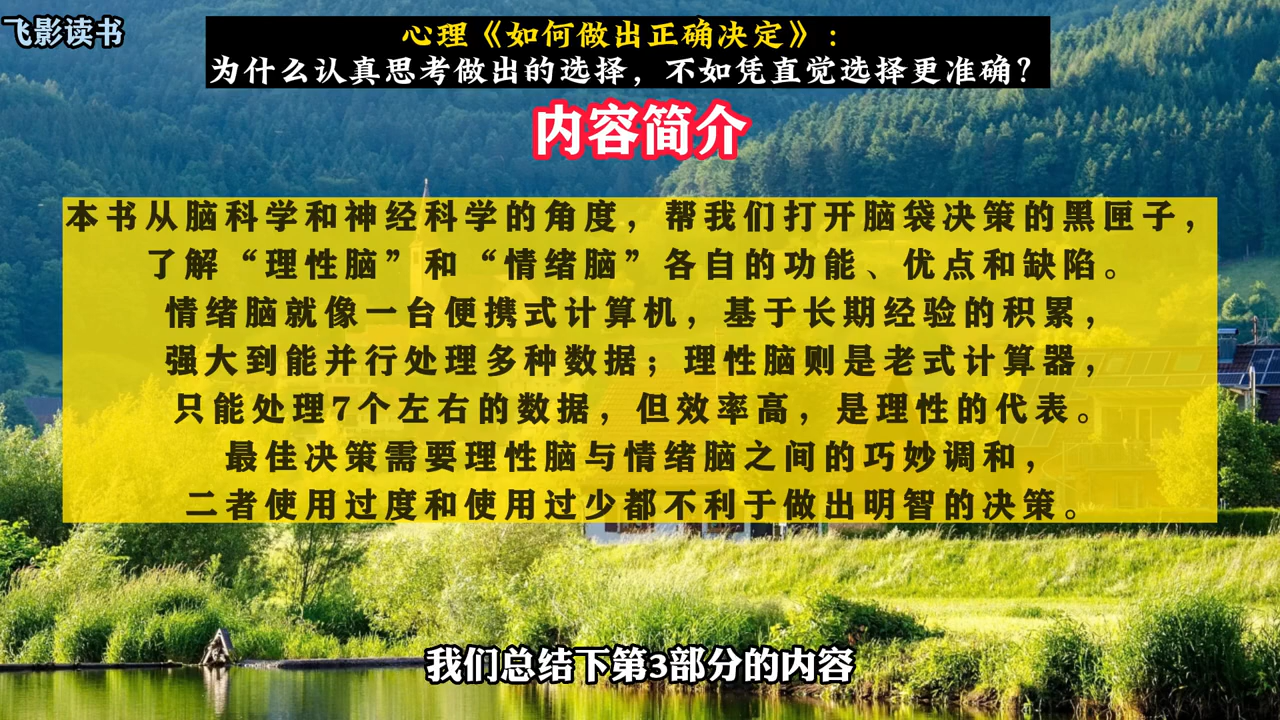 飞影读书
心理《如何做出正确决定》：
为什么认真思考做出的选择，不如凭直觉选择更准确？
内容简介
本书从脑科学和神经科学的角度，帮我们打开脑袋决策的黑匣子，
了解“理性脑”和“情绪脑”各自的功能、优点和缺陷。
情绪脑就像一台便携式计算机，基于长期经验的积累，
强大到能并行处理多种数据；理性脑则是老式计算器，
只能处理7个左右的数据，但效率高，是理性的代表。
最佳决策需要理性脑与情绪脑之间的巧妙调和，
二者使用过度和使用过少都不利于做出明智的决策。
我们总结下第3部分的内容